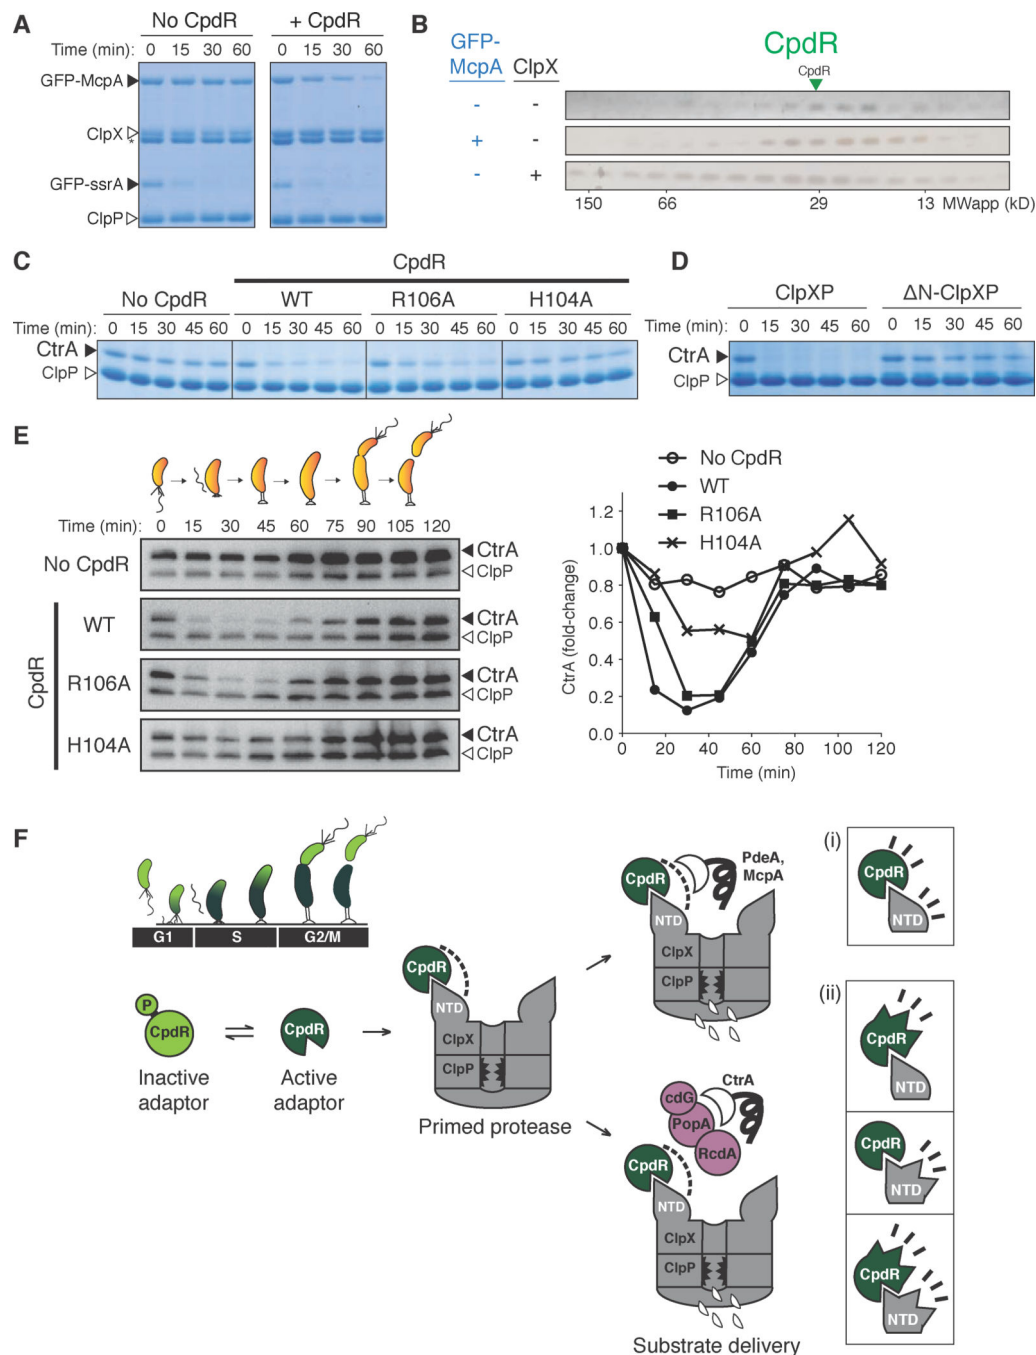 A
No CpdR
+ CpdR
Time (min): 0 15 30 60 0 15 30 60
GFP-McpA
ClpX
*
GFP-ssrA
ClpP
B
GFP-
McpA ClpX
CpdR
CpdR
- -
+ -
- +
150 66 29 13 MWapp (kD)
C
CpdR
No CpdR WT R106A H104A
Time (min): 0 15 30 45 60 0 15 30 45 60 0 15 30 45 60 0 15 30 45 60
CtrA
ClpP
D
ClpXP ΔN-ClpXP
Time (min): 0 15 30 45 60 0 15 30 45 60
CtrA
ClpP
E
Time (min): 0 15 30 45 60 75 90 105 120
No CpdR
CtrA
ClpP
CpdR
WT
CtrA
ClpP
R106A
CtrA
ClpP
H104A
CtrA
ClpP
No CpdR
WT
R106A
H104A
CtrA (fold-change)
1.2
1.0
0.8
0.6
0.4
0.2
0.0
0 20 40 60 80 100 120
Time (min)
F
G1 S G2/M
P
CpdR
Inactive
adaptor
CpdR
Active
adaptor
CpdR
NTD
ClpX
ClpP
Primed protease
CpdR
PdeA,
McpA
NTD
ClpX
ClpP
cdG
CtrA
PopA
RcdA
CpdR
NTD
ClpX
ClpP
Substrate delivery
(i)
CpdR
NTD
(ii)
CpdR
NTD
CpdR
NTD
CpdR
NTD